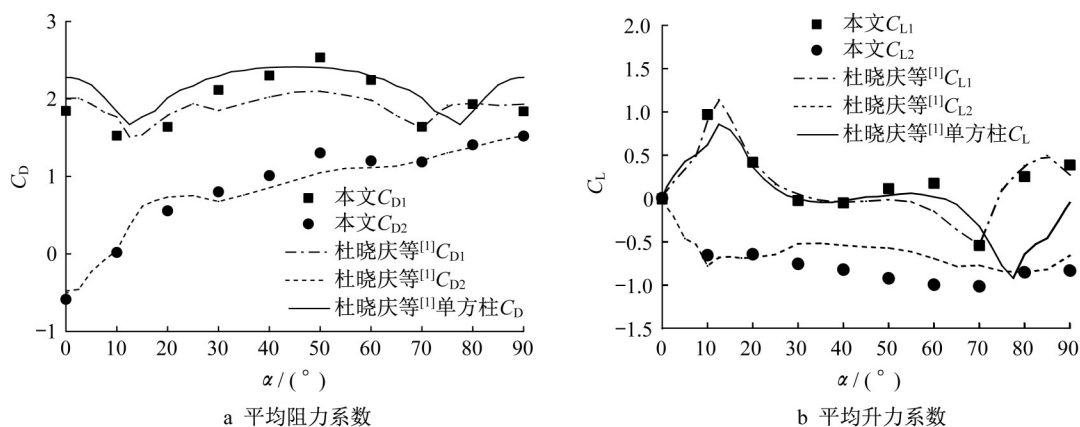 3
2
1
0
−1
C_D
本文C_D1
本文C_D2
杜晓庆等[1]C_D1
杜晓庆等[1]C_D2
杜晓庆等[1]单方柱C_D
0 10 20 30 40 50 60 70 80 90
α / (°)
a 平均阻力系数
本文C_L1
本文C_L2
杜晓庆等[1]C_L1
杜晓庆等[1]C_L2
杜晓庆等[1]单方柱C_L
2.0
1.5
1.0
0.5
0
−0.5
−1.0
−1.5
C_L
0 10 20 30 40 50 60 70 80 90
α / (°)
b 平均升力系数